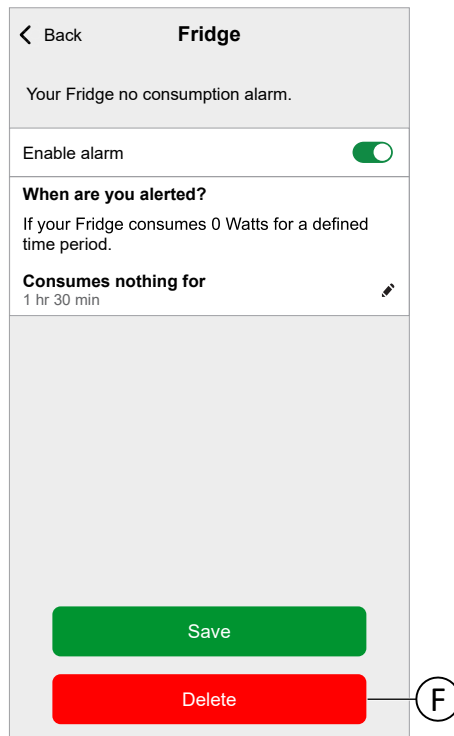 Back
Fridge
Your Fridge no consumption alarm.
Enable alarm
When are you alerted?
If your Fridge consumes 0 Watts for a defined
time period.
Consumes nothing for
1 hr 30 min
Save
Delete
F